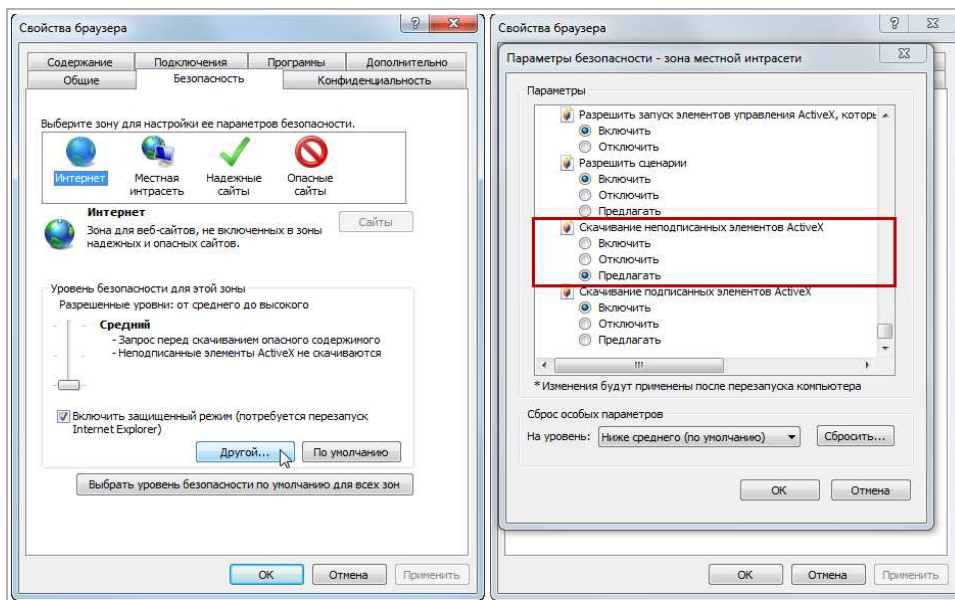 Свойства браузера
Содержание Подключения Программы Дополнительно
Общие Безопасность Конфиденциальность
Выберите зону для настройки ее параметров безопасности.
Интернет Местная интрасеть Надежные сайты Опасные сайты
Интернет
Зона для веб-сайтов, не включенных в зоны
надежных и опасных сайтов.
Сайты
Уровень безопасности для этой зоны
Разрешенные уровни: от среднего до высокого
Средний
- Запрос перед скачиванием опасного содержимого
- Неподписанные элементы ActiveX не скачиваются
Включить защищенный режим (потребуется перезапуск
Internet Explorer)
Другой... По умолчанию
Выбрать уровень безопасности по умолчанию для всех зон
OK Отмена Применить
Свойства браузера
Параметры безопасности - зона местной интрасети
Параметры
Разрешить запуск элементов управления ActiveX, которь
Включить
Отключить
Разрешить сценарии
Включить
Отключить
Предлагать
Скачивание неподписанных элементов ActiveX
Включить
Отключить
Предлагать
Скачивание подписанных элементов ActiveX
Включить
Отключить
Предлагать
*Изменения будут применены после перезапуска компьютера
Сброс особых параметров
На уровень: Ниже среднего (по умолчанию) Сбросить...
OK Отмена
OK Отмена Применить